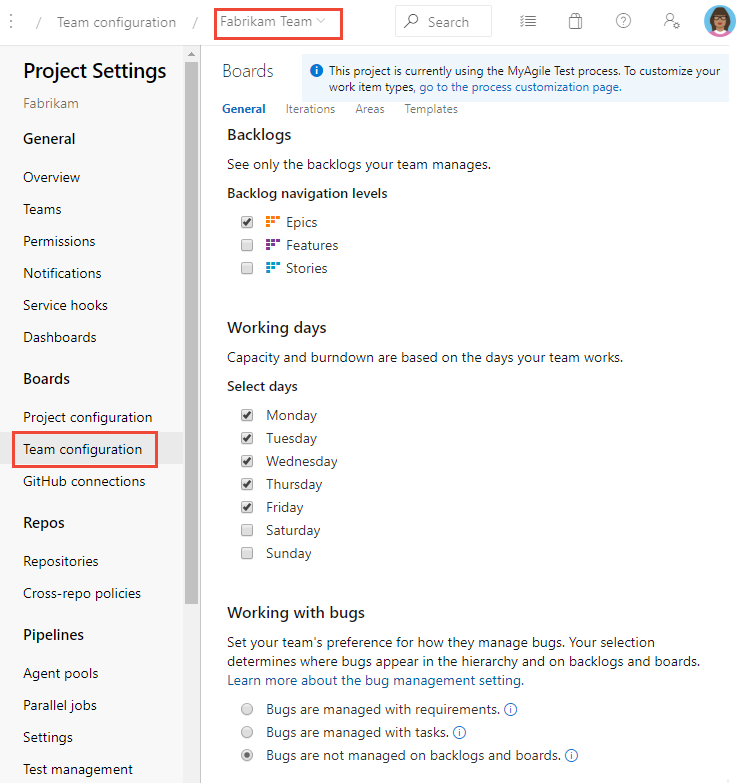 / Team configuration / Fabrikam Team
Search
Project Settings
Fabrikam
General
Overview
Teams
Permissions
Notifications
Service hooks
Dashboards
Boards
Project configuration
Team configuration
GitHub connections
Repos
Repositories
Cross-repo policies
Pipelines
Agent pools
Parallel jobs
Settings
Test management
Boards
This project is currently using the MyAgile Test process. To customize your
work item types, go to the process customization page.
General Iterations Areas Templates
Backlogs
See only the backlogs your team manages.
Backlog navigation levels
Epics
Features
Stories
Working days
Capacity and burndown are based on the days your team works.
Select days
Monday
Tuesday
Wednesday
Thursday
Friday
Saturday
Sunday
Working with bugs
Set your team's preference for how they manage bugs. Your selection
determines where bugs appear in the hierarchy and on backlogs and boards.
Learn more about the bug management setting.
Bugs are managed with requirements.
Bugs are managed with tasks.
Bugs are not managed on backlogs and boards.